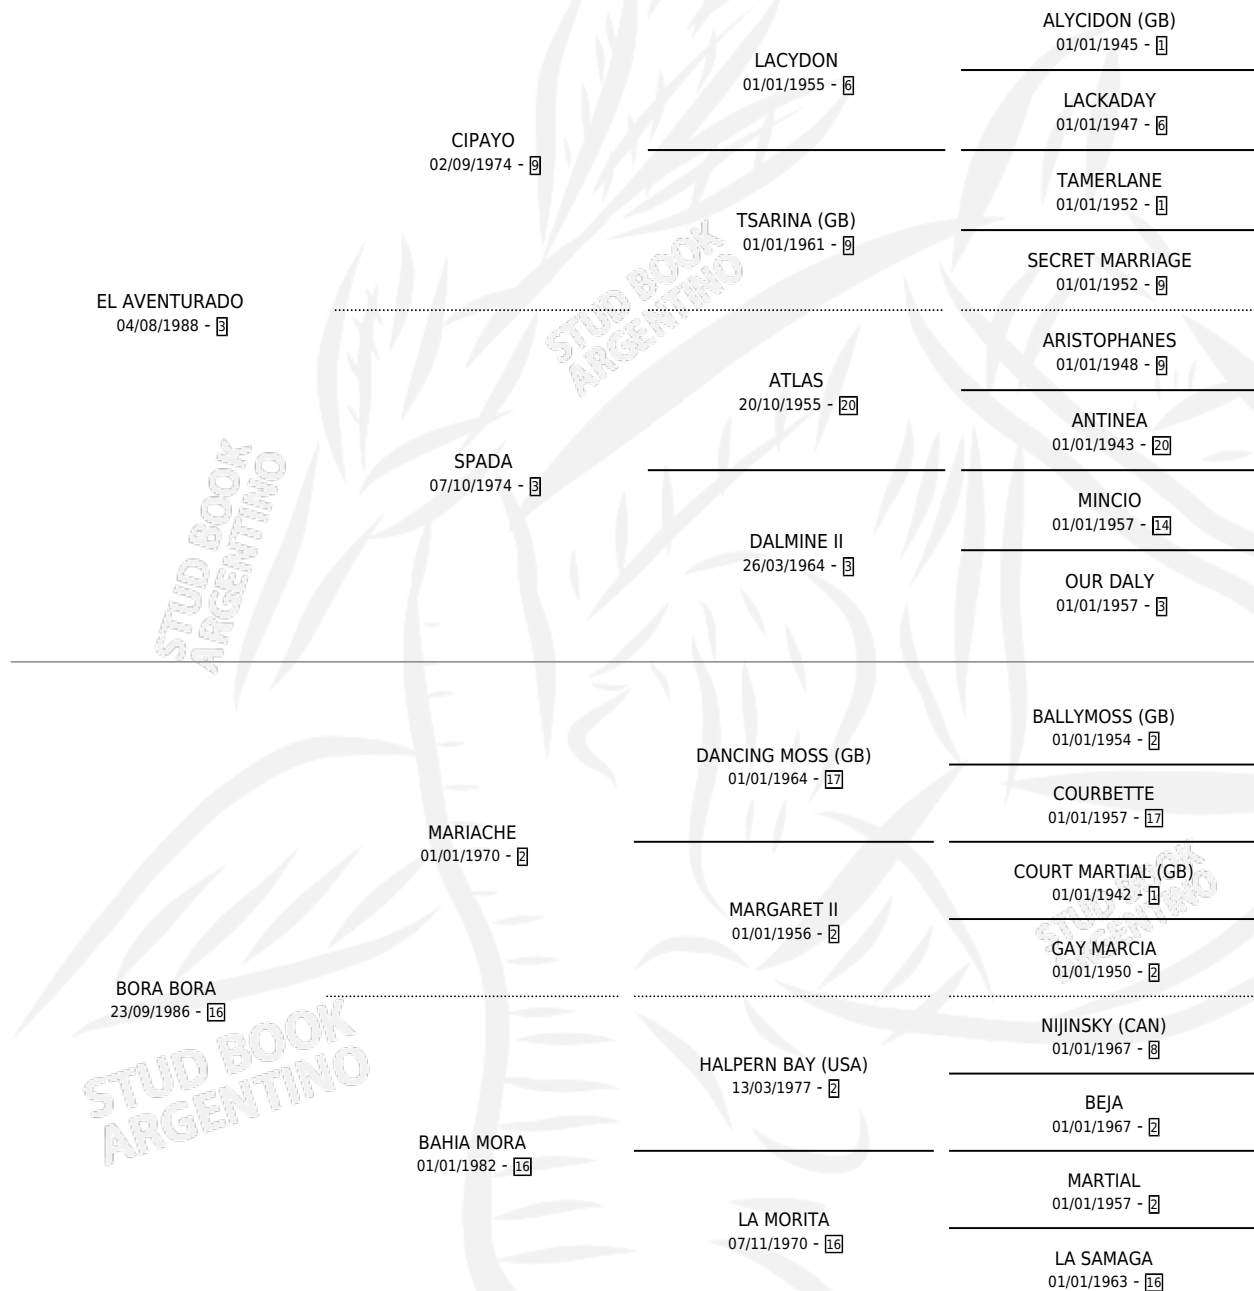 ALYCIDON (GB)
01/01/1945 - 1
LACYDON
01/01/1955 - 6
LACKADAY
01/01/1947 - 6
CIPAYO
02/09/1974 - 9
TAMERLANE
01/01/1952 - 1
TSARINA (GB)
01/01/1961 - 9
SECRET MARRIAGE
01/01/1952 - 9
EL AVENTURADO
04/08/1988 - 3
ARISTOPHANES
01/01/1948 - 9
ATLAS
20/10/1955 - 20
ANTINEA
01/01/1943 - 20
SPADA
07/10/1974 - 3
MINCIO
01/01/1957 - 14
DALMINE II
26/03/1964 - 3
OUR DALY
01/01/1957 - 3
BALLYMOSS (GB)
01/01/1954 - 2
DANCING MOSS (GB)
01/01/1964 - 17
COURBETTE
01/01/1957 - 17
MARIACHE
01/01/1970 - 2
COURT MARTIAL (GB)
01/01/1942 - 1
MARGARET II
01/01/1956 - 2
GAY MARCIA
01/01/1950 - 2
BORA BORA
23/09/1986 - 16
NIJINSKY (CAN)
01/01/1967 - 8
HALPERN BAY (USA)
13/03/1977 - 2
BEJA
01/01/1967 - 2
BAHIA MORA
01/01/1982 - 16
MARTIAL
01/01/1957 - 2
LA MORITA
07/11/1970 - 16
LA SAMAGA
01/01/1963 - 16
STUD BOOK
ARGENTINO
STUD BOOK
ARGENTINO
STUD BOOK
ARGENTINO
STUD BOOK
ARGENTINO